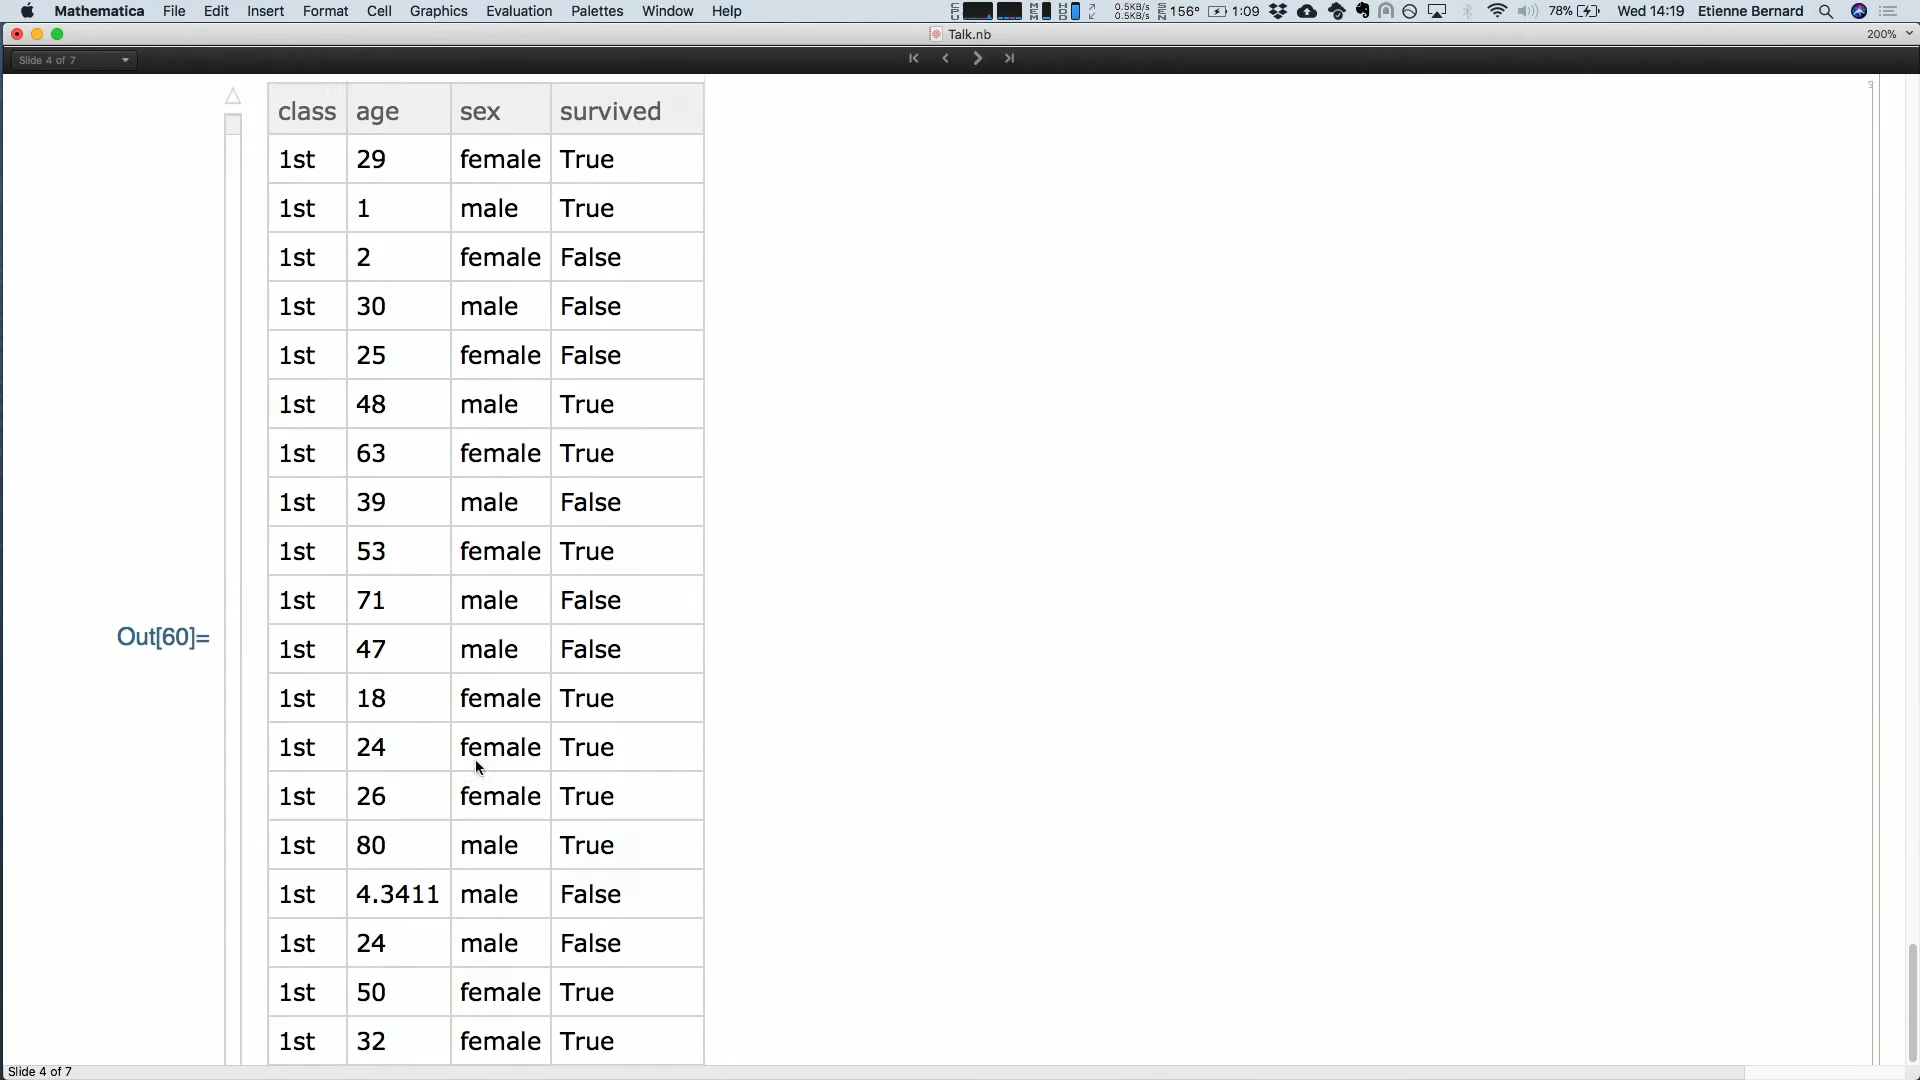 Mathematica File Edit Insert Format Cell Graphics Evaluation Palettes Window Help
0.5KB/s
0.5KB/s
156° 1:09 78% Wed 14:19 Etienne Bernard
Talk.nb
200%
Slide 4 of 7
class age sex survived
1st 29 female True
1st 1 male True
1st 2 female False
1st 30 male False
1st 25 female False
1st 48 male True
1st 63 female True
1st 39 male False
1st 53 female True
1st 71 male False
Out[60]=
1st 47 male False
1st 18 female True
1st 24 female True
1st 26 female True
1st 80 male True
1st 4.3411 male False
1st 24 male False
1st 50 female True
1st 32 female True
Slide 4 of 7